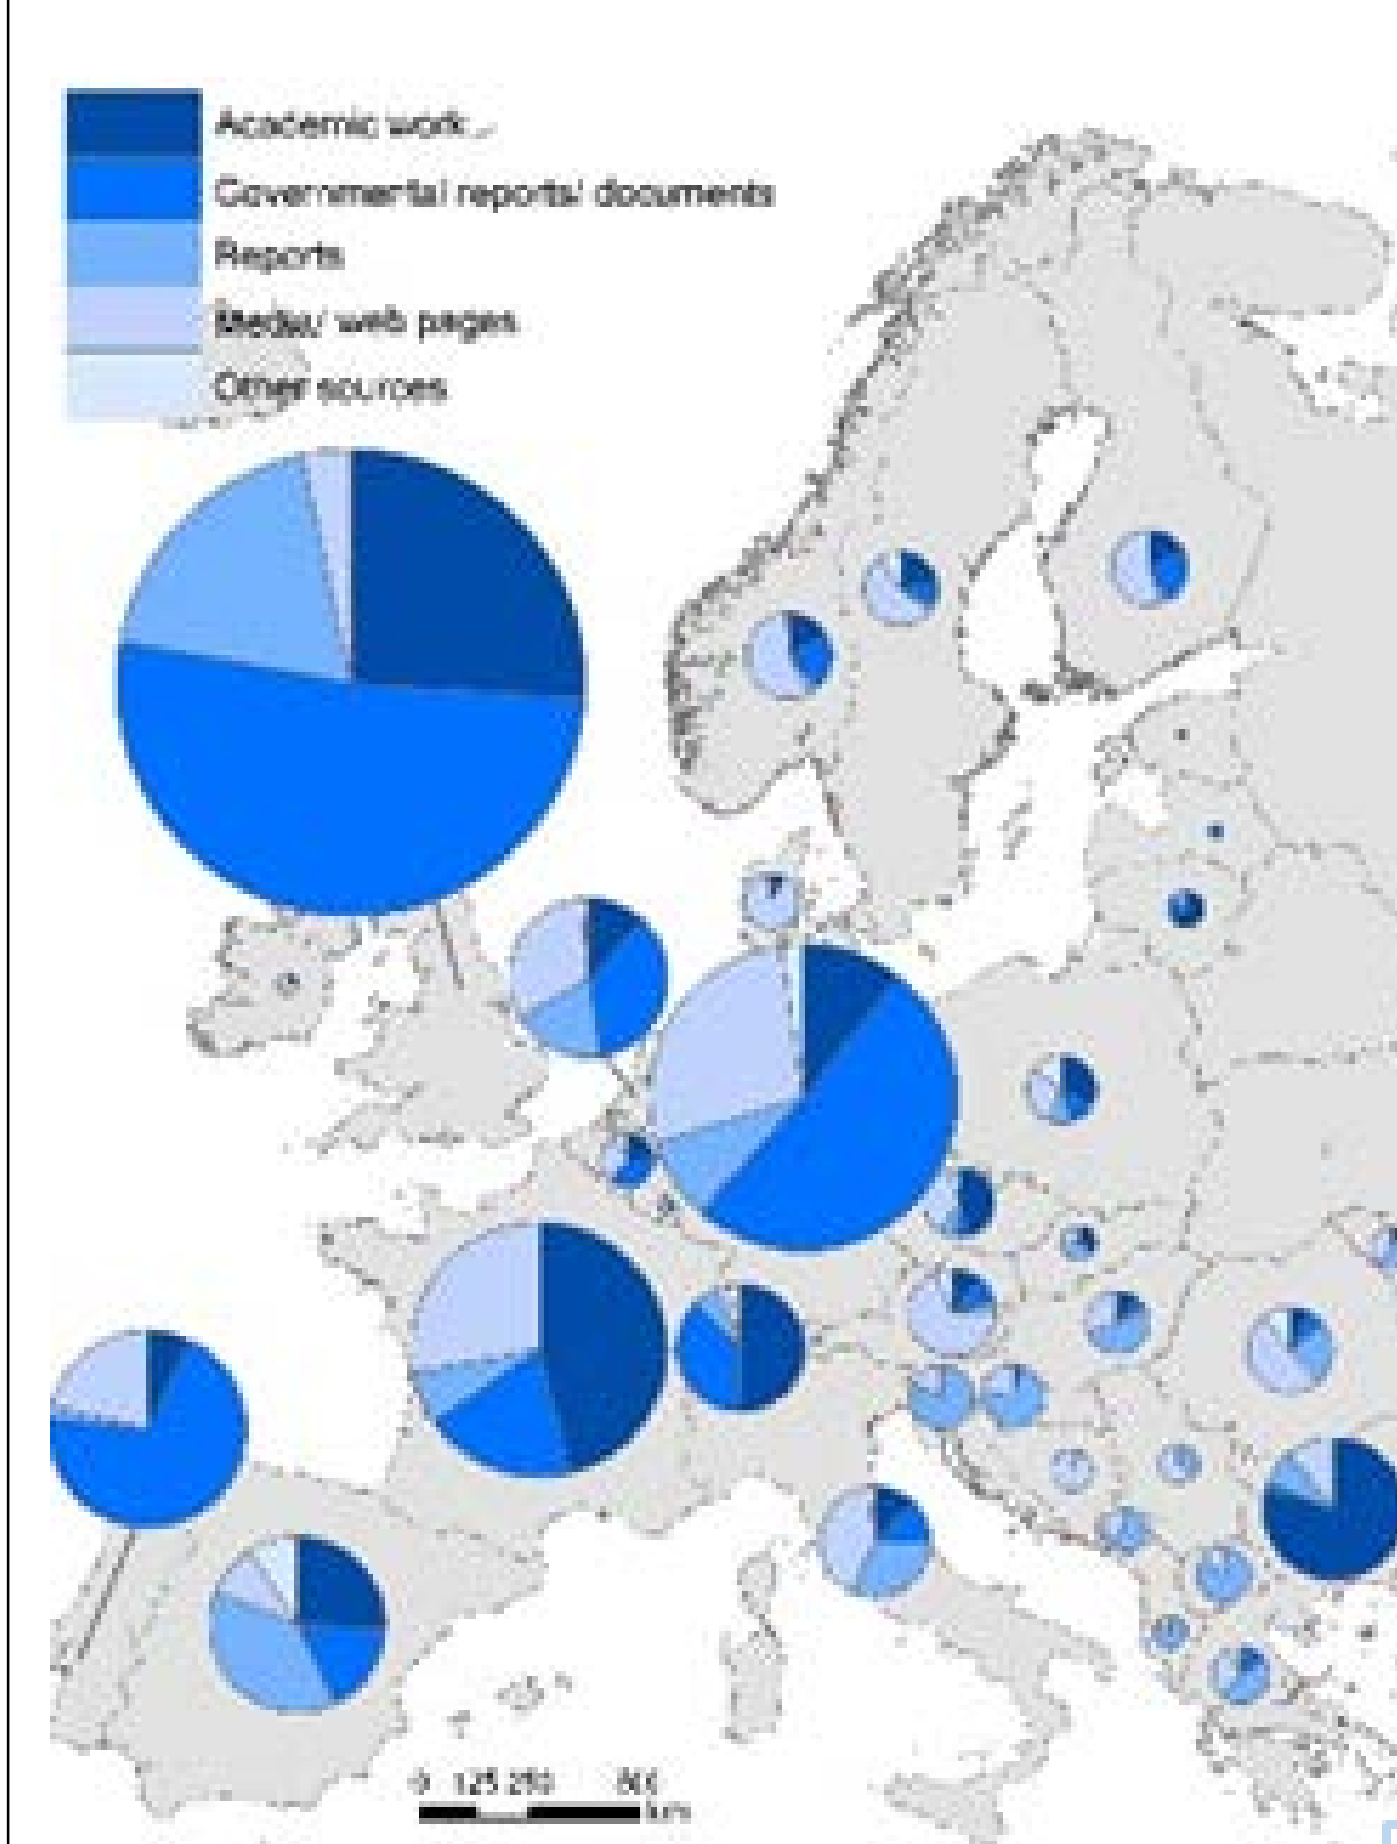 Academic work
Governmental reports/ documents
Reports
Media/ web pages
Other sources
0 125 250 500
km